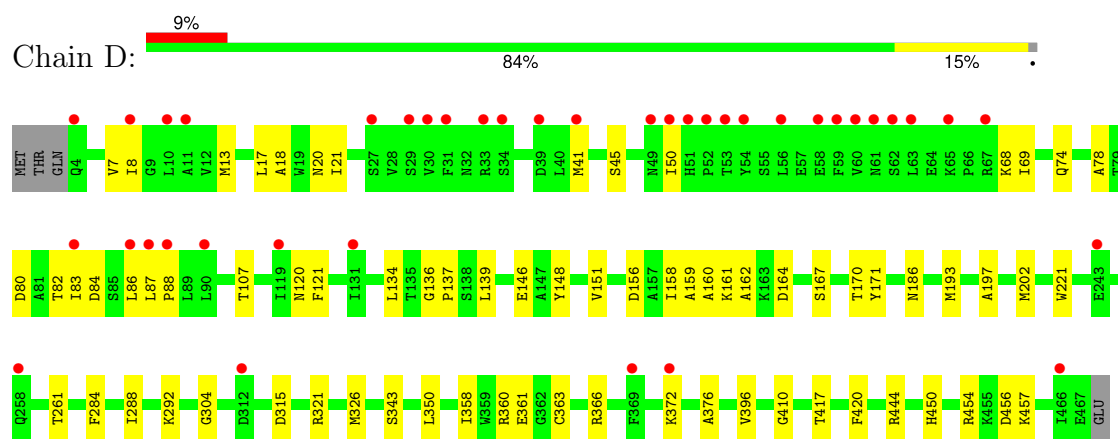 9%
Chain D:
84% 15% •
MET THR GLN Q4 V7 I8 G9 L10 A11 V12 M13 L17 A18 W19 N20 I21 S27 V28 S29 V30 F31 N32 R33 S34 D39 L40 M41 S45 N49 I50 H51 P52 T53 Y54 S55 L56 E57 E58 F59 V60 N61 S62 L63 E64 K65 P66 R67 K68 I69 Q74 A78 T79
D80 A81 T82 I83 D84 S85 L86 L87 P88 L89 L90 T107 I119 N120 F121 I131 L134 T135 G136 P137 S138 L139 E146 A147 Y148 V151 D156 A157 I158 A159 A160 K161 A162 K163 D164 S167 T170 Y171 N186 M193 A197 M202 W221 E243
Q258 T261 F284 I288 K292 G304 D312 D315 R321 M326 S343 L350 I358 W359 R360 E361 G362 C363 R366 F369 K372 A376 V396 G410 T417 F420 R444 H450 R454 K455 D456 K457 I466 E467 GLU